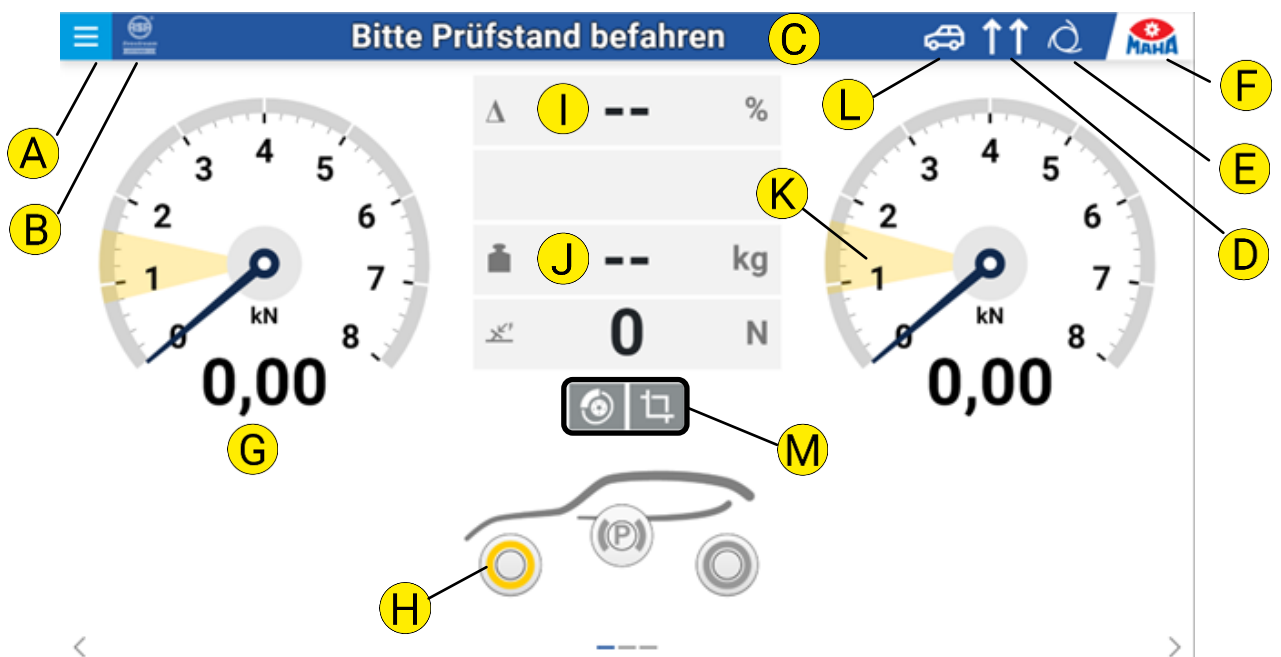 Bitte Prüfstand befahren
C
MAHA
L
F
A
B
E
D
Δ
I
--
%
K
J
--
kg
0
N
0
1
2
3
4
5
6
7
8
kN
0,00
G
0
1
2
3
4
5
6
7
8
kN
0,00
M
P
H